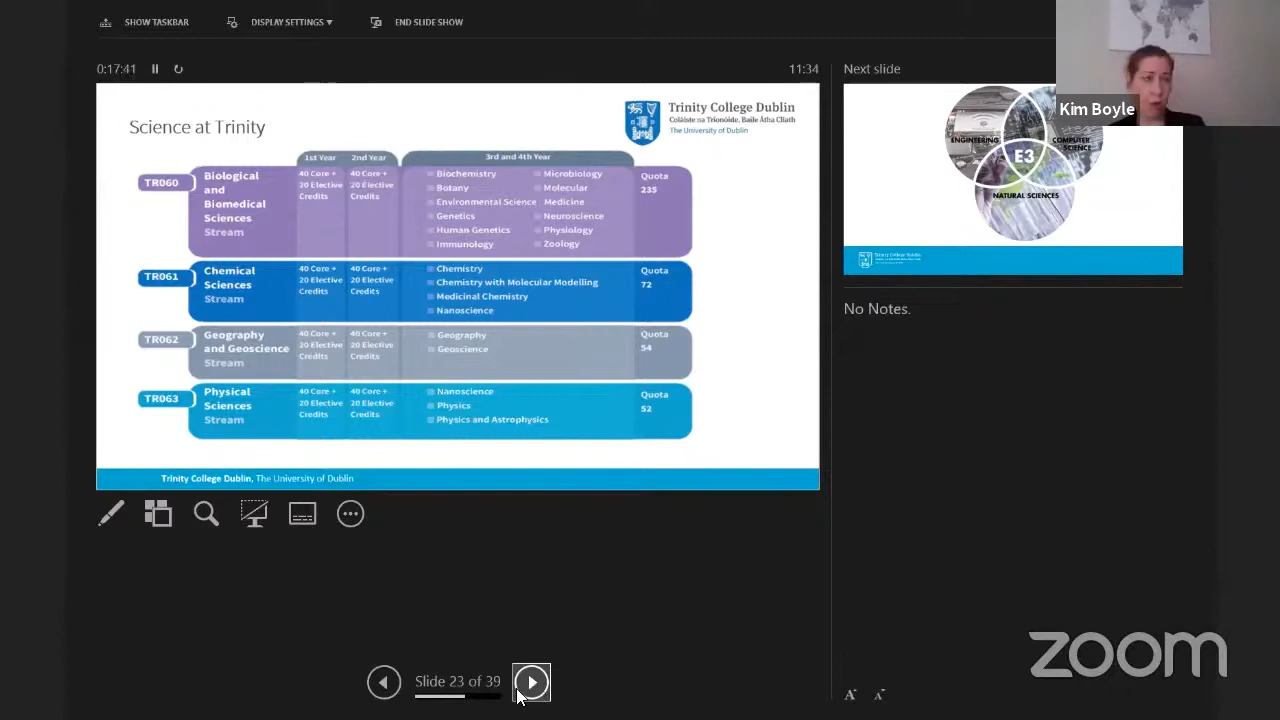 SHOW TASKBAR
DISPLAY SETTINGS ▼
END SLIDE SHOW
0:17:41
11:34
Next slide
Kim Boyle
Science at Trinity
Trinity College Dublin
Coláiste na Tríonóide, Baile Átha Cliath
The University of Dublin
1st Year
2nd Year
3rd and 4th Year
TR060
Biological
and
Biomedical
Sciences
Stream
40 Core +
20 Elective
Credits
40 Core +
20 Elective
Credits
Biochemistry
Botany
Environmental Science
Genetics
Human Genetics
Immunology
Microbiology
Molecular
Medicine
Neuroscience
Physiology
Zoology
Quota
235
TR061
Chemical
Sciences
Stream
40 Core +
20 Elective
Credits
40 Core +
20 Elective
Credits
Chemistry
Chemistry with Molecular Modelling
Medicinal Chemistry
Nanoscience
Quota
72
TR062
Geography
and Geoscience
Stream
40 Core +
20 Elective
Credits
40 Core +
20 Elective
Credits
Geography
Geoscience
Quota
54
TR063
Physical
Sciences
Stream
40 Core +
20 Elective
Credits
40 Core +
20 Elective
Credits
Nanoscience
Physics
Physics and Astrophysics
Quota
52
Trinity College Dublin, The University of Dublin
ENGINEERING
COMPUTER
SCIENCE
E3
NATURAL SCIENCES
No Notes.
Slide 23 of 39
A
A
zoom